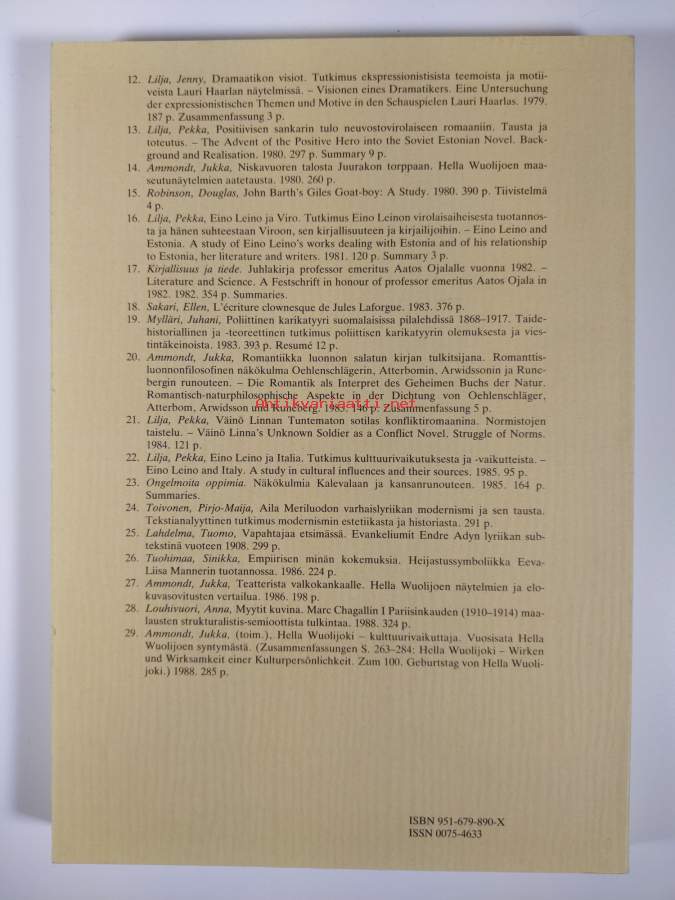 12. Lilja, Jenny, Dramaatikon visiot. Tutkimus ekspressionistisista teemoista ja motii-
veista Lauri Haarlan näytelmissä. – Visionen eines Dramatikers. Eine Untersuchung
der expressionistischen Themen und Motive in den Schauspielen Lauri Haarlas. 1979.
187 p. Zusammenfassung 3 p.
13. Lilja, Pekka, Positiivisen sankarin tulo neuvostovirolaiseen romaaniin. Tausta ja
toteutus. – The Advent of the Positive Hero into the Soviet Estonian Novel. Back-
ground and Realisation. 1980. 297 p. Summary 9 p.
14. Ammondt, Jukka, Niskavuoren talosta Juurakon torppaan. Hella Wuolijoen maa-
seutunäytelmien aatetausta. 1980. 260 p.
15. Robinson, Douglas, John Barth's Giles Goat-boy: A Study. 1980. 390 p. Tiivistelmä
4 p.
16. Lilja, Pekka, Eino Leino ja Viro. Tutkimus Eino Leinon virolaisaiheisesta tuotannos-
ta ja hänen suhteestaan Viroon, sen kirjallisuuteen ja kirjailijoihin. – Eino Leino and
Estonia. A study of Eino Leino's works dealing with Estonia and of his relationship
to Estonia, her literature and writers. 1981. 120 p. Summary 3 p.
17. Kirjallisuus ja tiede. Juhlakirja professor emeritus Aatos Ojalalle vuonna 1982. –
Literature and Science. A Festschrift in honour of professor emeritus Aatos Ojala in
1982. 1982. 354 p. Summaries.
18. Sakari, Ellen, L'écriture clownesque de Jules Laforgue. 1983. 376 p.
19. Mylläri, Juhani, Poliittinen karikatyyri suomalaisissa pilalehdissä 1868–1917. Taide-
historiallinen ja -teoreettinen tutkimus poliittisen karikatyyrin olemuksesta ja vies-
tintäkeinoista. 1983. 393 p. Resumé 12 p.
20. Ammondt, Jukka, Romantiikka luonnon salatun kirjan tulkitsijana. Romanttis-
luonnonfilosofinen näkökulma Oehlenschlägerin, Atterbomin, Arwidssonin ja Rune-
bergin runouteen. – Die Romantik als Interpret des Geheimen Buchs der Natur.
Romantisch-naturphilosophische Aspekte in der Dichtung von Oehlenschläger,
Atterbom, Arwidsson und Runeberg. 1985. 146 p. Zusammenfassung 5 p.
Antikvariaatti.net
21. Lilja, Pekka, Väinö Linnan Tuntematon sotilas konfliktiromaanina. Normistojen
taistelu. – Väinö Linna's Unknown Soldier as a Conflict Novel. Struggle of Norms.
1984. 121 p.
22. Lilja, Pekka, Eino Leino ja Italia. Tutkimus kulttuurivaikutuksesta ja -vaikutteista. –
Eino Leino and Italy. A study in cultural influences and their sources. 1985. 95 p.
23. Ongelmoita oppimia. Näkökulmia Kalevalaan ja kansanrunouteen. 1985. 164 p.
Summaries.
24. Toivonen, Pirjo-Maija, Aila Meriluodon varhaislyriikan modernismi ja sen tausta.
Tekstianalyyttinen tutkimus modernismin estetiikasta ja historiasta. 291 p.
25. Lahdelma, Tuomo, Vapahtajaa etsimässä. Evankeliumit Endre Adyn lyriikan sub-
tekstinä vuoteen 1908. 299 p.
26. Tuohimaa, Sinikka, Empiirisen minän kokemuksia. Heijastussymboliikka Eeva-
Liisa Mannerin tuotannossa. 1986. 224 p.
27. Ammondt, Jukka, Teatterista valkokankaalle. Hella Wuolijoen näytelmien ja elo-
kuvasovitusten vertailua. 1986. 198 p.
28. Louhivuori, Anna, Myytit kuvina. Marc Chagallin I Pariisinkauden (1910–1914) maa-
lausten strukturalistis-semioottista tulkintaa. 1988. 324 p.
29. Ammondt, Jukka, (toim.), Hella Wuolijoki – kulttuurivaikuttaja. Vuosisata Hella
Wuolijoen syntymästä. (Zusammenfassungen S. 263–284: Hella Wuolijoki – Wirken
und Wirksamkeit einer Kulturpersönlichkeit. Zum 100. Geburtstag von Hella Wuoli-
joki.) 1988. 285 p.
ISBN 951-679-890-X
ISSN 0075-4633